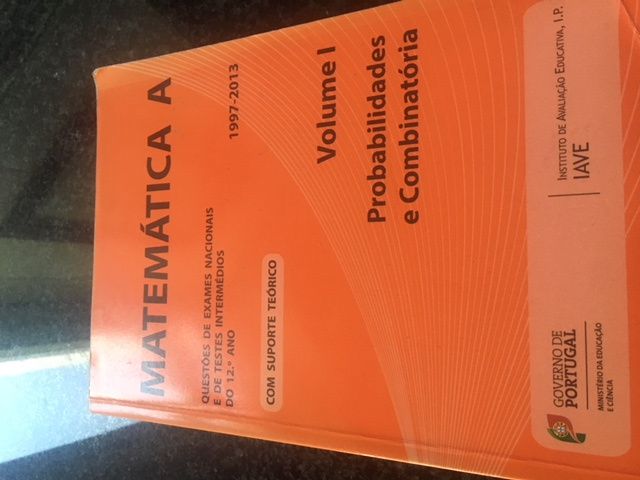 MATEMÁTICA A
QUESTÕES DE EXAMES NACIONAIS
E DE TESTES INTERMÉDIOS
DO 12.º ANO
1997-2013
COM SUPORTE TEÓRICO
Volume I
Probabilidades
e Combinatória
GOVERNO DE
PORTUGAL
MINISTÉRIO DA EDUCAÇÃO
E CIÊNCIA
INSTITUTO DE AVALIAÇÃO EDUCATIVA, I.P.
IAVE